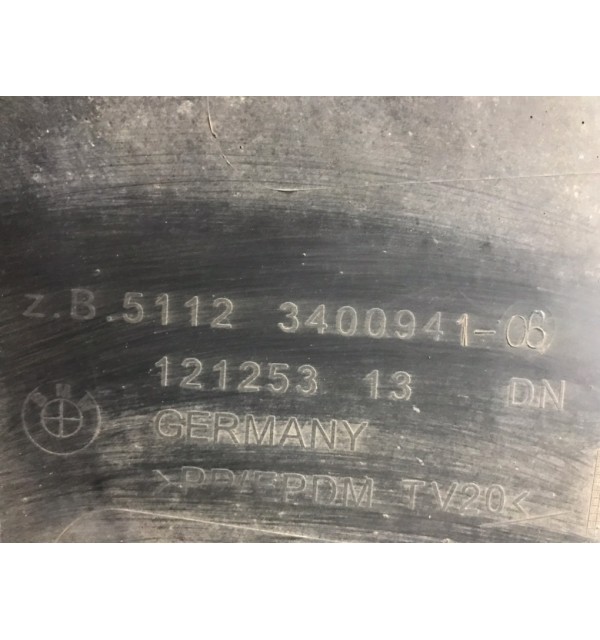 z.B.5112 3400941-06
121253 13 DN
GERMANY
>PP/EPDM TV20<